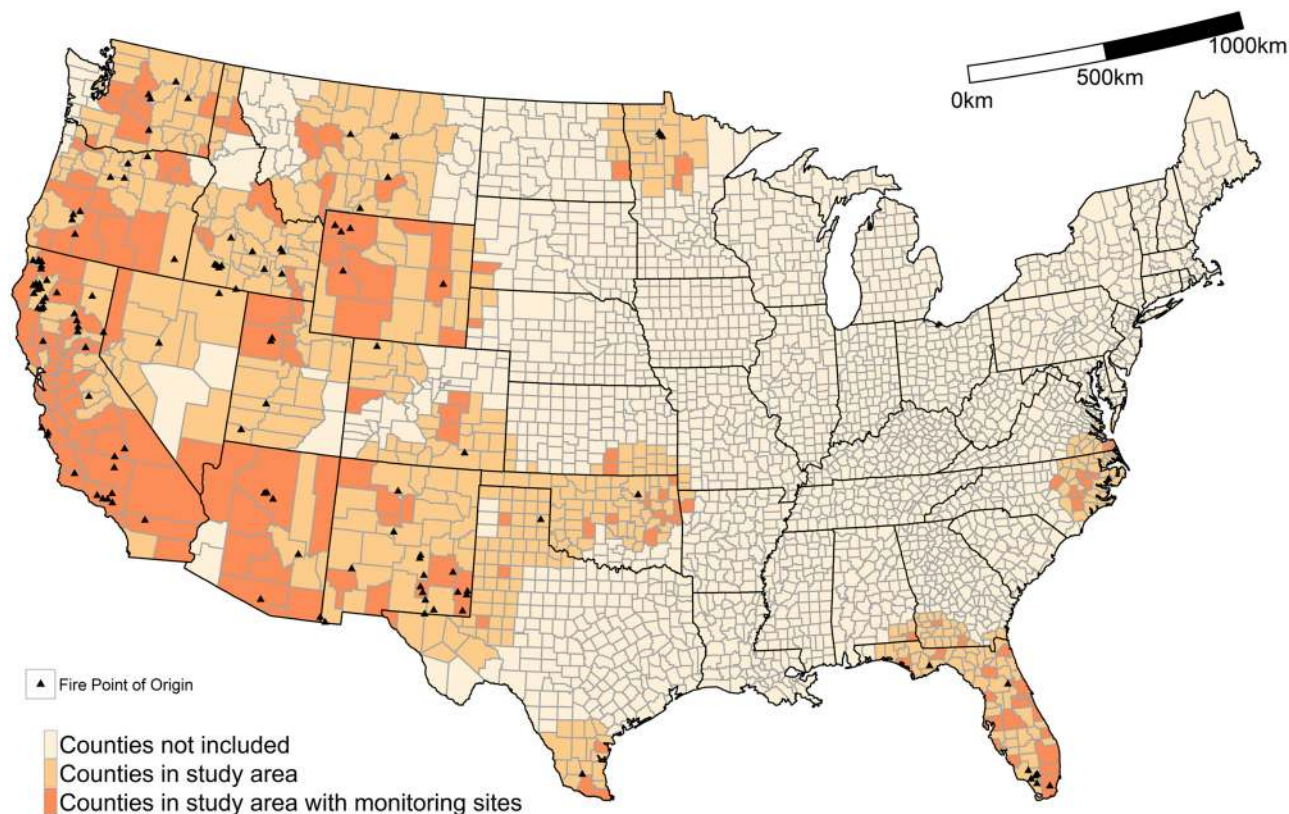 1000km
500km
0km
Fire Point of Origin
Counties not included
Counties in study area
Counties in study area with monitoring sites